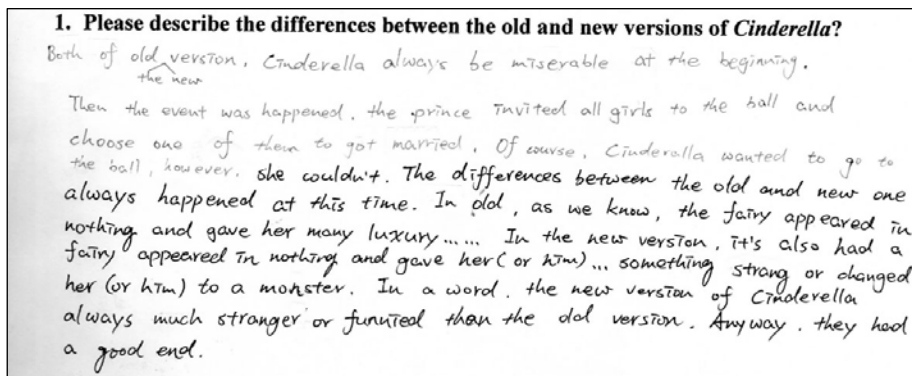 1. Please describe the differences between the old and new versions of Cinderella?
Both of old version, Cinderella always be miserable at the beginning.
the new
Then the event was happened, the prince invited all girls to the ball and
choose one of them to got married. Of course, Cinderella wanted to go to
the ball, however, she couldn't. The differences between the old and new one
always happened at this time. In old, as we know, the fairy appeared in
nothing and gave her many luxury...... In the new version, it's also had a
fairy appeared in nothing and gave her (or him)... something strang or changed
her (or him) to a monster. In a word, the new version of Cinderella
always much stranger or funnied than the old version. Anyway, they had
a good end.